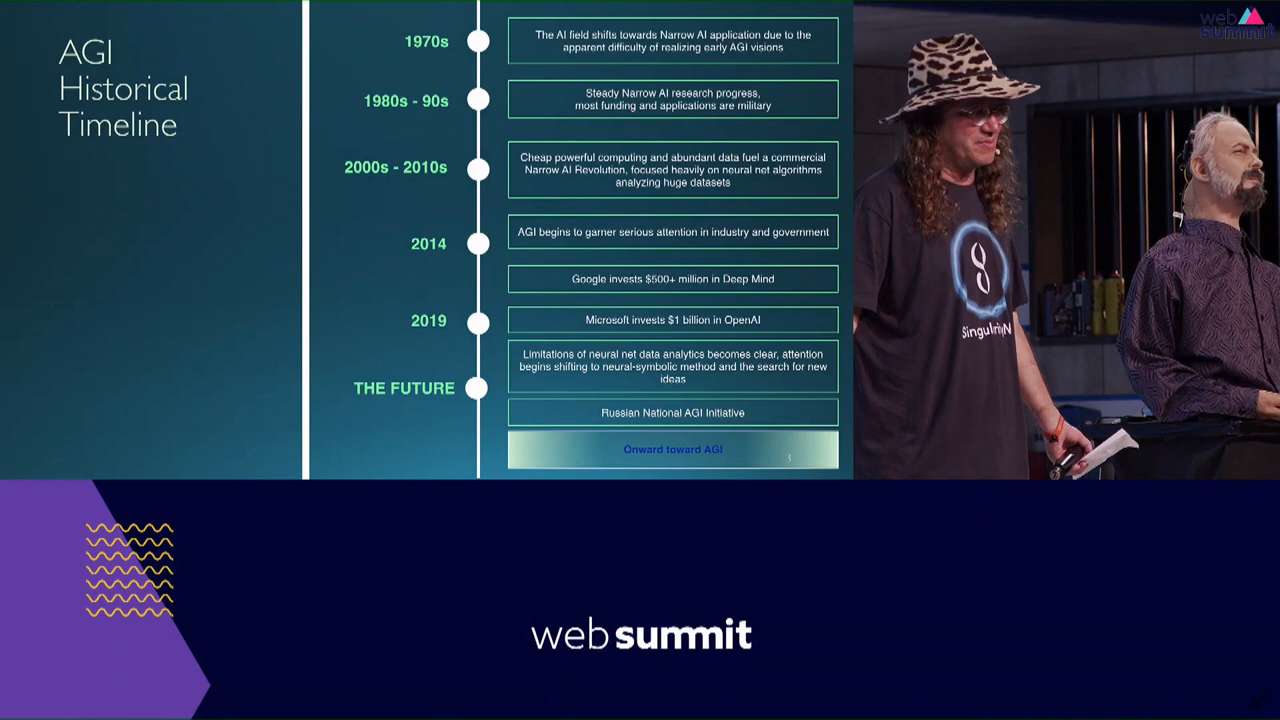 AGI
Historical
Timeline
1970s
The AI field shifts towards Narrow AI application due to the
apparent difficulty of realizing early AGI visions
1980s - 90s
Steady Narrow AI research progress,
most funding and applications are military
2000s - 2010s
Cheap powerful computing and abundant data fuel a commercial
Narrow AI Revolution, focused heavily on neural net algorithms
analyzing huge datasets
2014
AGI begins to garner serious attention in industry and government
Google invests $500+ million in Deep Mind
2019
Microsoft invests $1 billion in OpenAI
THE FUTURE
Limitations of neural net data analytics becomes clear, attention
begins shifting to neural-symbolic method and the search for new
ideas
Russian National AGI Initiative
Onward toward AGI
3
web
summit
SingularityN
web summit